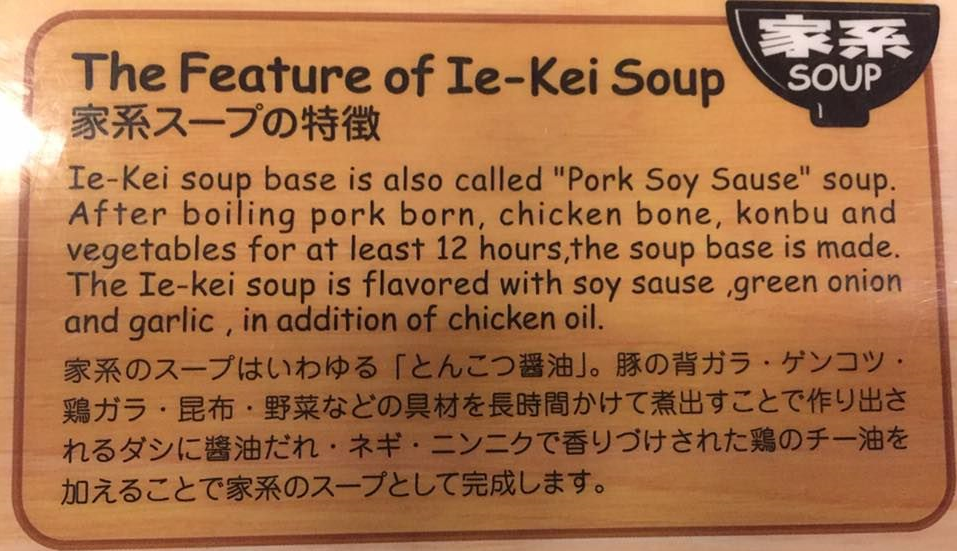 家系
SOUP
The Feature of Ie-Kei Soup
家系スープの特徴
Ie-Kei soup base is also called "Pork Soy Sause" soup.
After boiling pork born, chicken bone, konbu and
vegetables for at least 12 hours,the soup base is made.
The Ie-kei soup is flavored with soy sause ,green onion
and garlic , in addition of chicken oil.
家系のスープはいわゆる「とんこつ醤油」。豚の背ガラ・ゲンコツ・
鶏ガラ・昆布・野菜などの具材を長時間かけて煮出すことで作り出さ
れるダシに醤油だれ・ネギ・ニンニクで香りづけされた鶏のチー油を
加えることで家系のスープとして完成します。